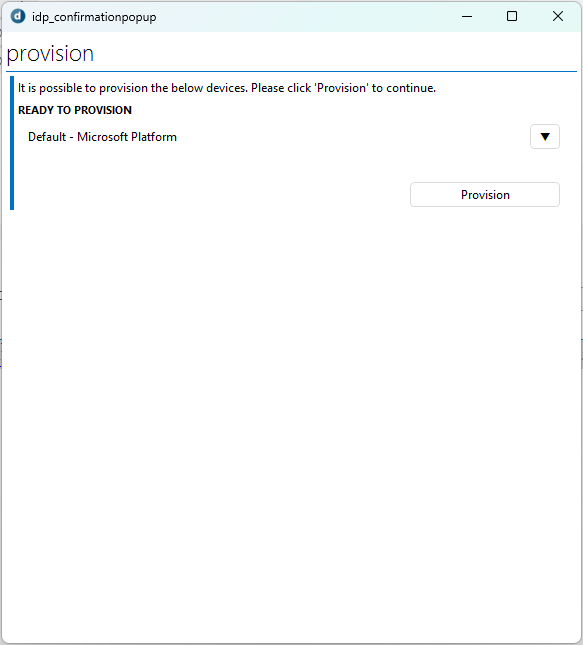 idp_confirmationpopup
provision
It is possible to provision the below devices. Please click 'Provision' to continue.
READY TO PROVISION
Default - Microsoft Platform
Provision